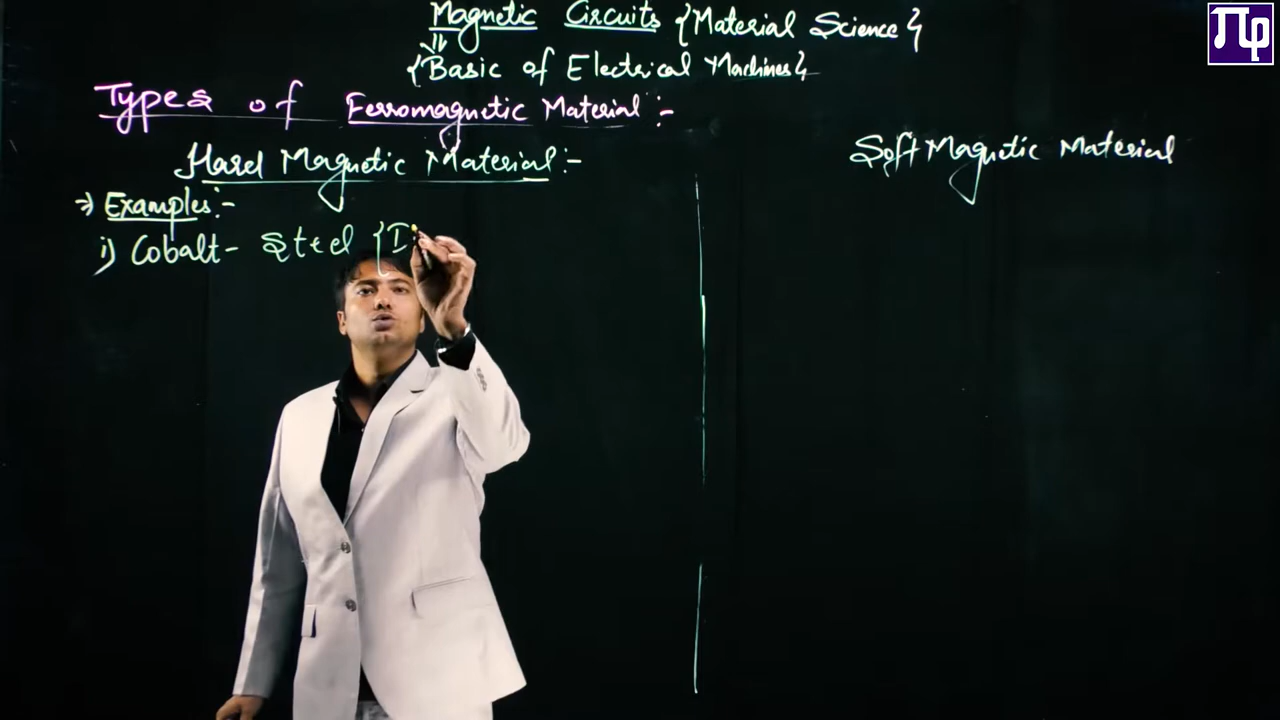 Magnetic Circuits {Material Science}
{Basic of Electrical Machines}
Types of Ferromagnetic Material:-
Hard Magnetic Material:-
Soft Magnetic Material
⇒ Examples:-
i) Cobalt- Steel {I
πφ